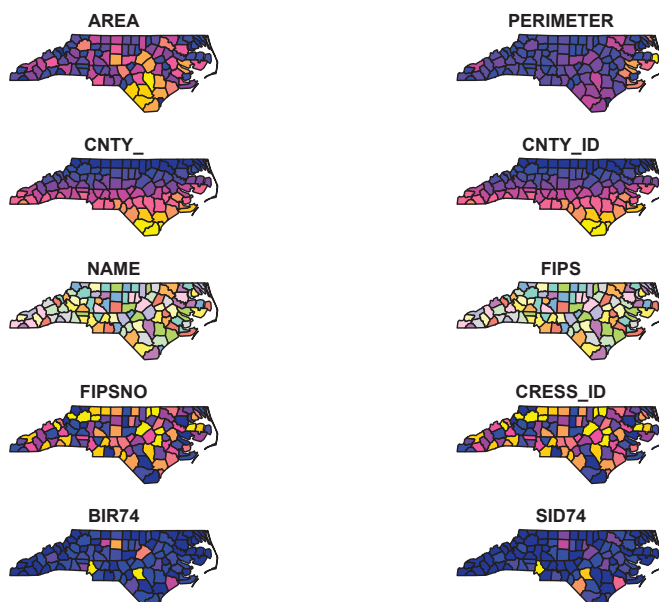 AREA
PERIMETER
CNTY_
CNTY_ID
NAME
FIPS
FIPSNO
CRESS_ID
BIR74
SID74